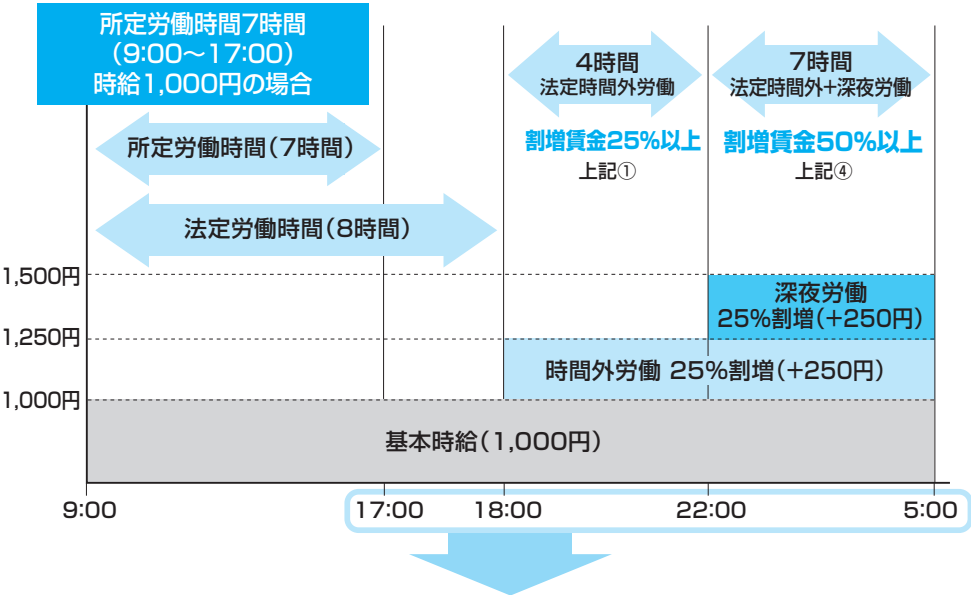 所定労働時間7時間
(9:00〜17:00)
時給1,000円の場合
4時間
法定時間外労働
7時間
法定時間外+深夜労働
所定労働時間(7時間)
割増賃金25%以上
上記①
割増賃金50%以上
上記④
法定労働時間(8時間)
1,500円
深夜労働
25%割増(+250円)
1,250円
時間外労働 25%割増(+250円)
1,000円
基本時給(1,000円)
9:00
17:00
18:00
22:00
5:00